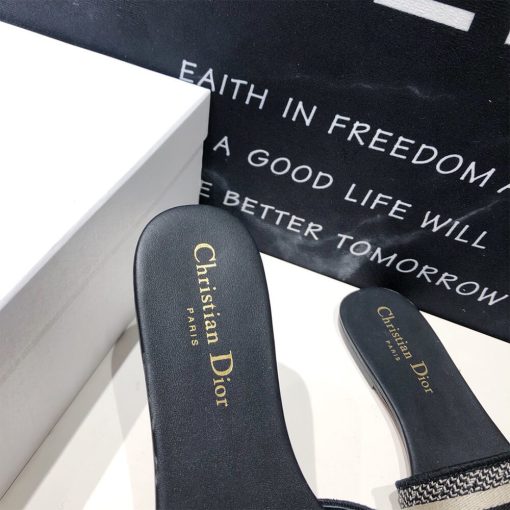 EAITH IN FREEDOM A
A GOOD LIFE WILL
BETTER TOMORROW
Christian Dior
PARIS
Christian Dior
PARIS